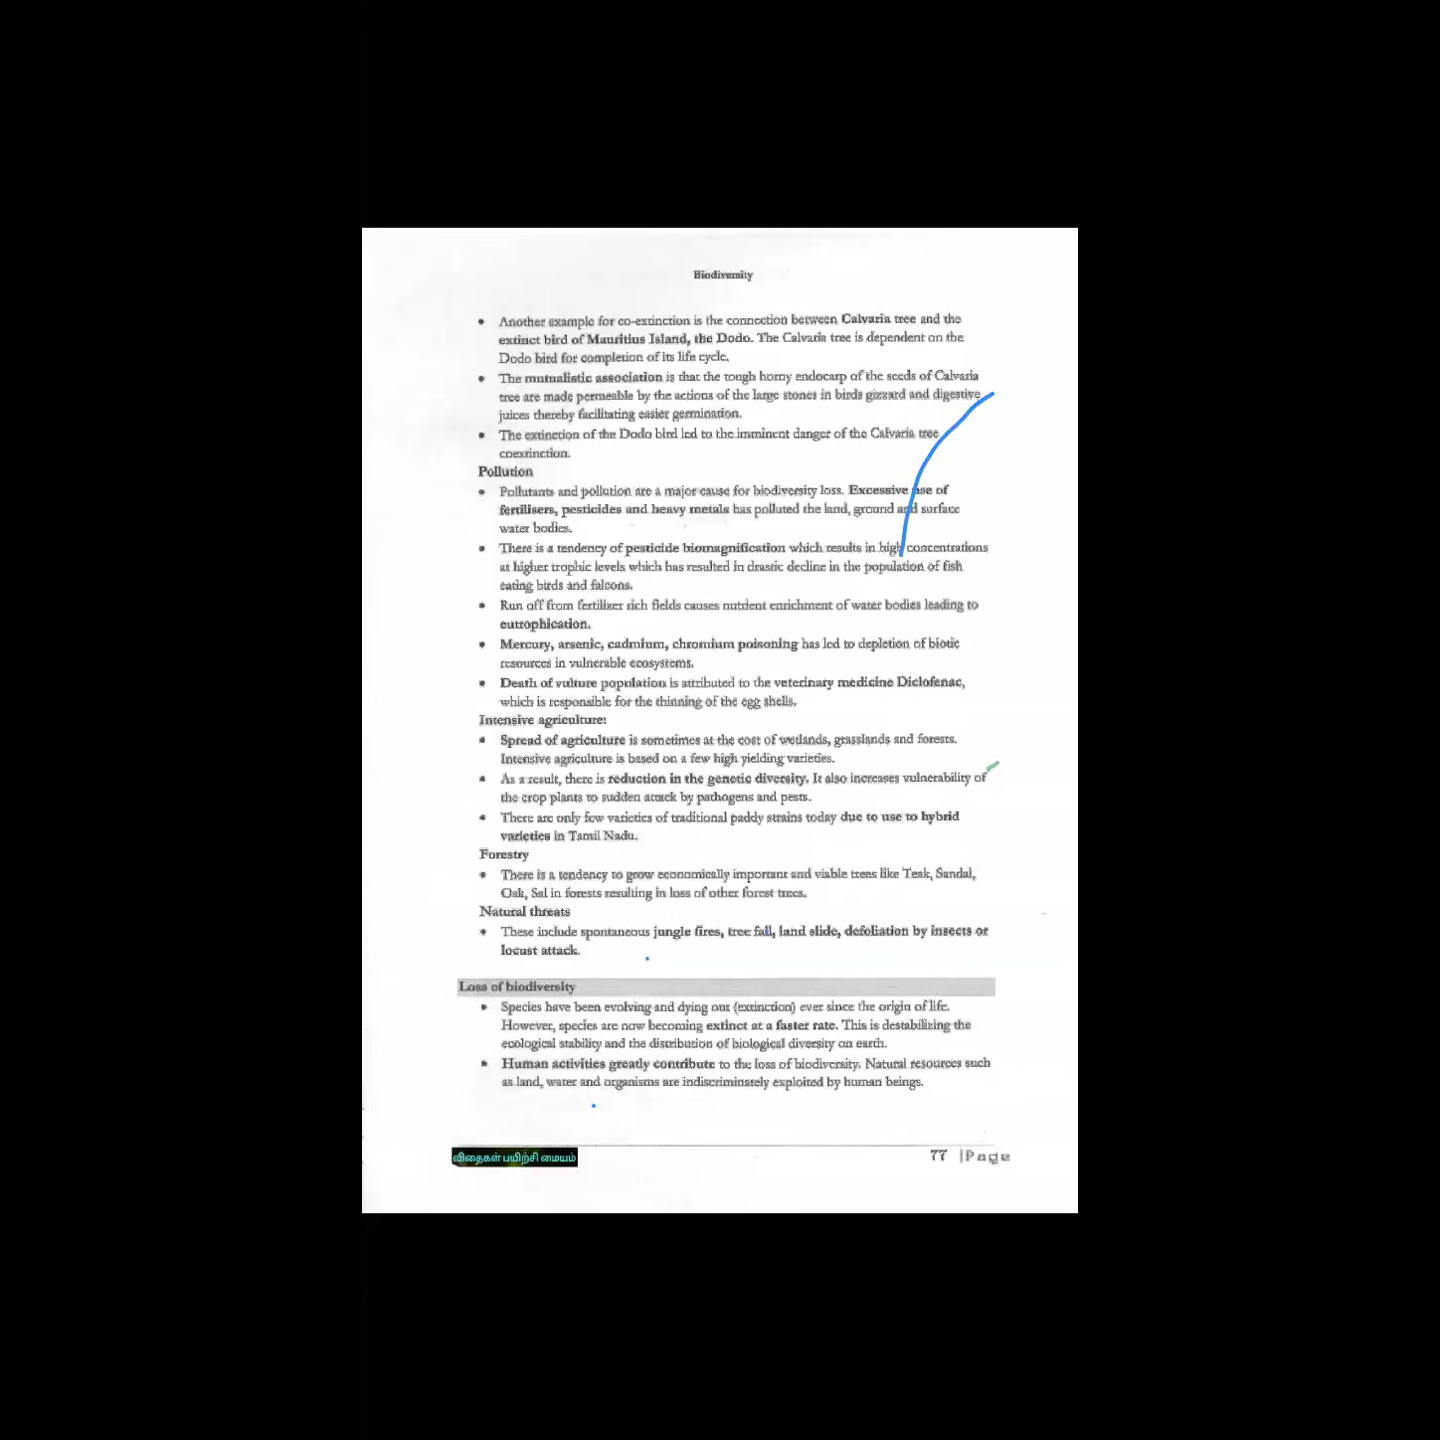 Biodiversity
• Another example for co-extinction is the connection between Calvaria tree and the
extinct bird of Mauritius Island, the Dodo. The Calvaria tree is dependent on the
Dodo bird for completion of its life cycle.
• The mutualistic association is that the tough horny endocarp of the seeds of Calvaria
tree are made permeable by the actions of the large stones in birds gizzard and digestive
juices thereby facilitating easier germination.
• The extinction of the Dodo bird led to the imminent danger of the Calvaria tree
coextinction.
Pollution
• Pollutants and pollution are a major cause for biodiversity loss. Excessive use of
fertilisers, pesticides and heavy metals has polluted the land, ground and surface
water bodies.
• There is a tendency of pesticide biomagnification which results in high concentrations
at higher trophic levels which has resulted in drastic decline in the population of fish
eating birds and falcons.
• Run off from fertilizer rich fields causes nutrient enrichment of water bodies leading to
eutrophication.
• Mercury, arsenic, cadmium, chromium poisoning has led to depletion of biotic
resources in vulnerable ecosystems.
• Death of vulture population is attributed to the veterinary medicine Diclofenac,
which is responsible for the thinning of the egg shells.
Intensive agriculture:
• Spread of agriculture is sometimes at the cost of wetlands, grasslands and forests.
Intensive agriculture is based on a few high yielding varieties.
• As a result, there is reduction in the genetic diversity. It also increases vulnerability of
the crop plants to sudden attack by pathogens and pests.
• There are only few varieties of traditional paddy strains today due to use to hybrid
varieties in Tamil Nadu.
Forestry
• There is a tendency to grow economically important and viable trees like Teak, Sandal,
Oak, Sal in forests resulting in loss of other forest trees.
Natural threats
• These include spontaneous jungle fires, tree fall, land slide, defoliation by insects or
locust attack.
Loss of biodiversity
• Species have been evolving and dying out (extinction) ever since the origin of life.
However, species are now becoming extinct at a faster rate. This is destabilizing the
ecological stability and the distribution of biological diversity on earth.
• Human activities greatly contribute to the loss of biodiversity. Natural resources such
as land, water and organisms are indiscriminately exploited by human beings.
விதைகள் பயிற்சி மையம்
77 | Page